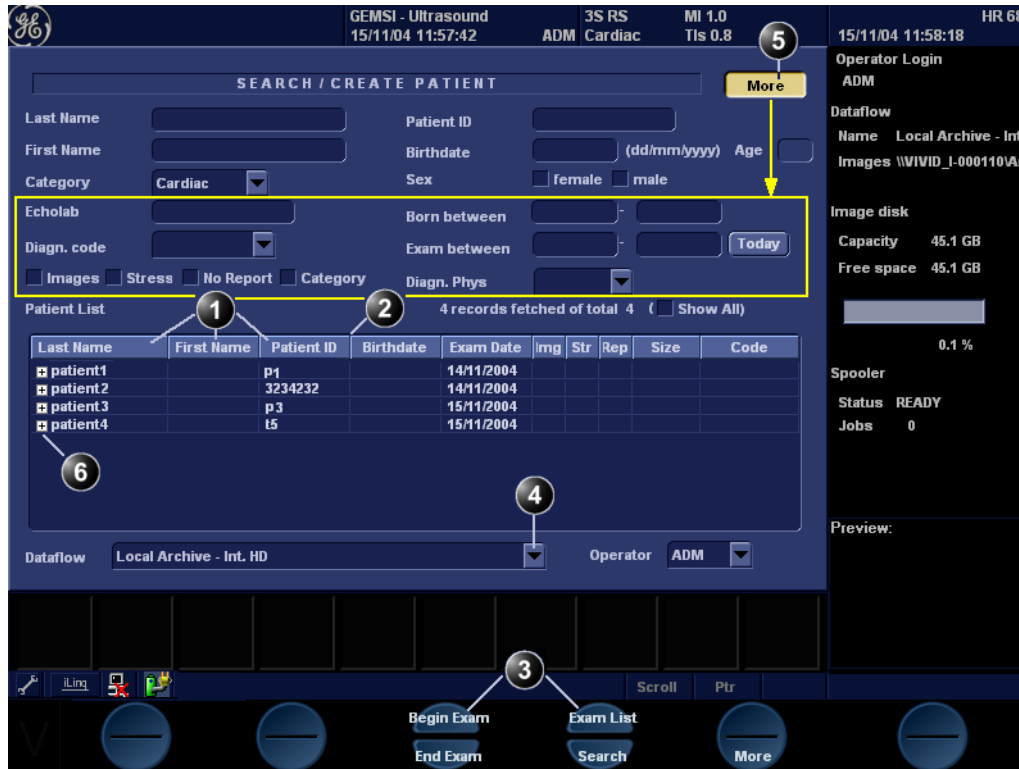 GEMSI - Ultrasound 3S RS MI 1.0 HR 68
15/11/04 11:57:42 ADM Cardiac TIs 0.8 15/11/04 11:58:18
5
SEARCH / CREATE PATIENT
More
Last Name
Patient ID
First Name
Birthdate (dd/mm/yyyy) Age
Category Cardiac
Sex female male
Echolab
Born between -
Diagn. code
Exam between - Today
Images Stress No Report Category
Diagn. Phys
1
2
Patient List 4 records fetched of total 4 ( Show All)
Last Name First Name Patient ID Birthdate Exam Date Img Str Rep Size Code
patient1 p1 14/11/2004
patient2 3234232 14/11/2004
patient3 p3 15/11/2004
patient4 t5 15/11/2004
6
4
Dataflow Local Archive - Int. HD Operator ADM
Operator Login
ADM
Dataflow
Name Local Archive - Int
Images \\VIVID_I-000110\A
Image disk
Capacity 45.1 GB
Free space 45.1 GB
0.1 %
Spooler
Status READY
Jobs 0
Preview:
3
iLinq
Scroll Ptr
Begin Exam Exam List
End Exam Search More